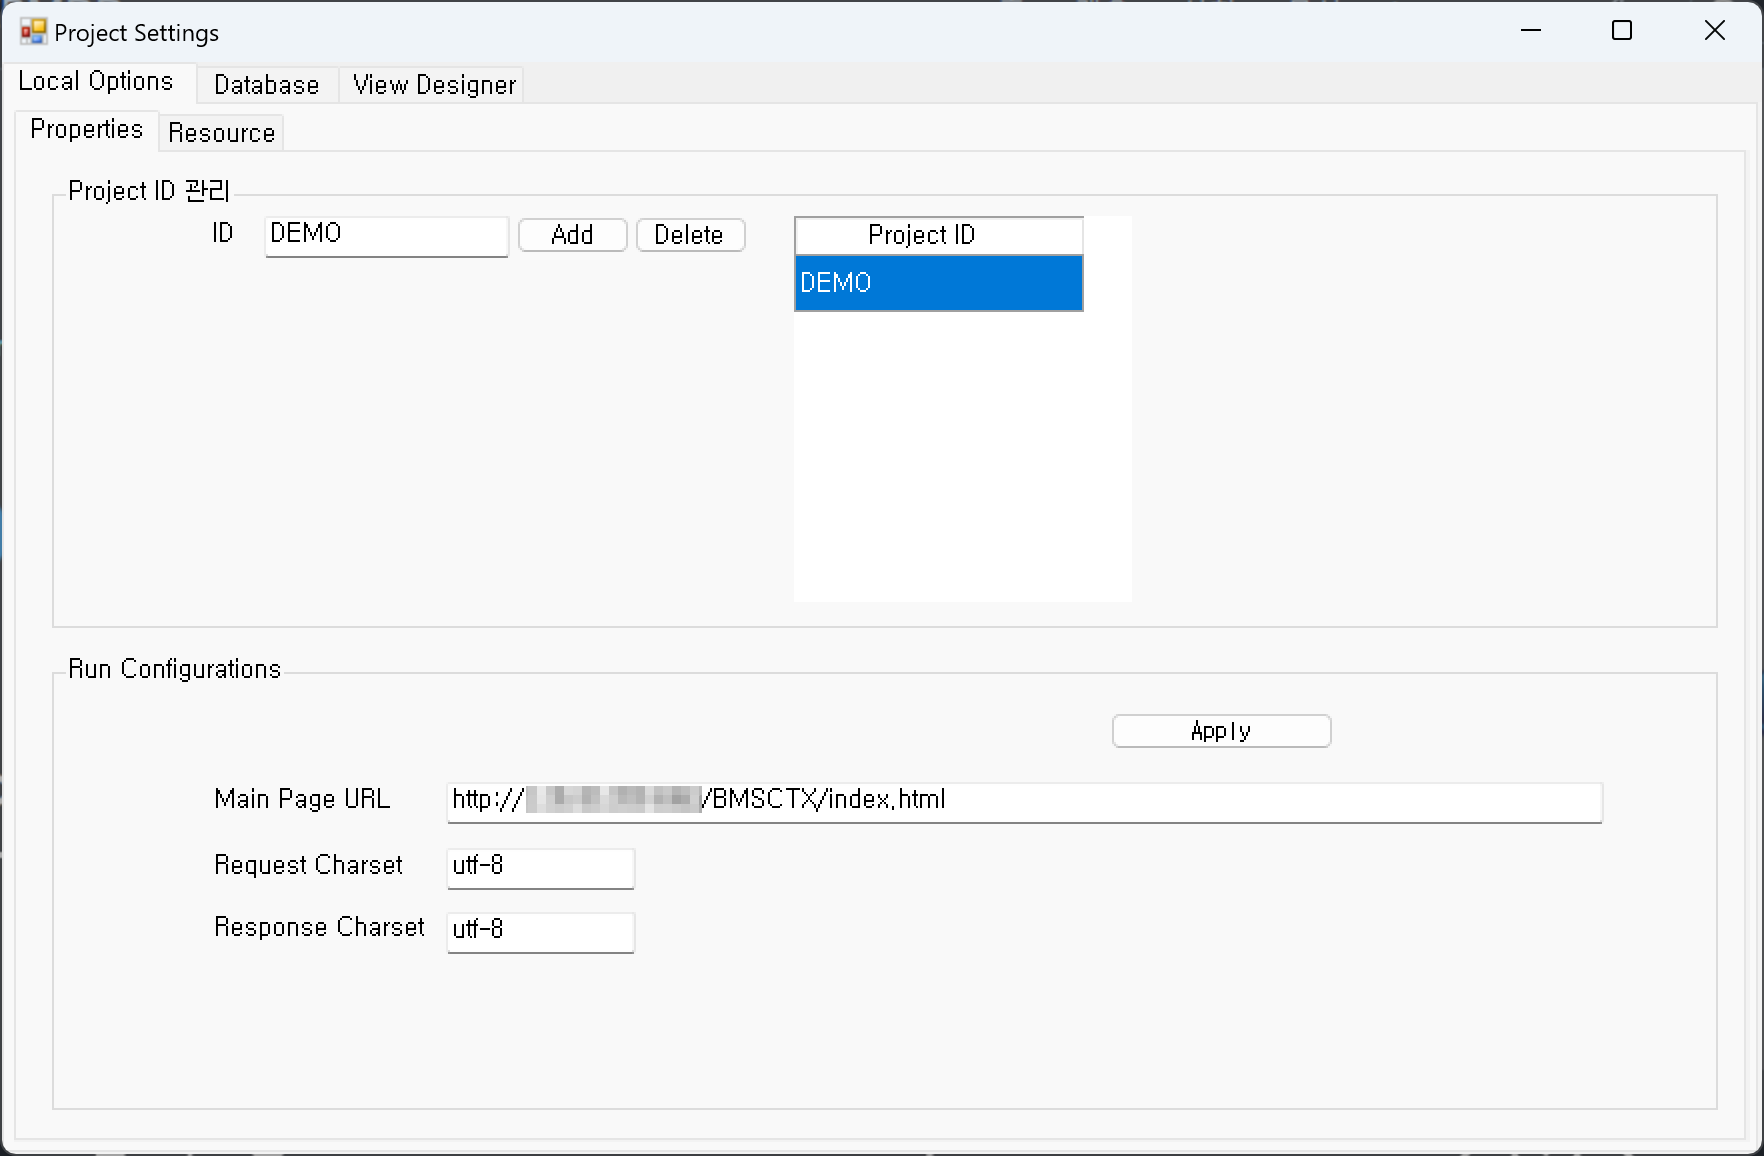 Project Settings
Local Options Database View Designer
Properties Resource
Project ID 관리
ID DEMO Add Delete
Project ID
DEMO
Run Configurations
Apply
Main Page URL http:// /BMSCTX/index.html
Request Charset utf-8
Response Charset utf-8